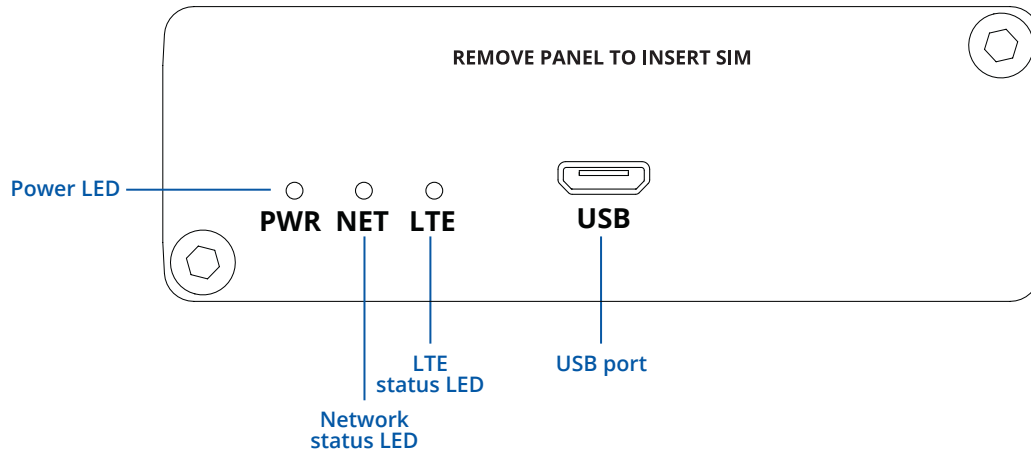 REMOVE PANEL TO INSERT SIM
Power LED
PWR NET LTE
USB
LTE
status LED
USB port
Network
status LED